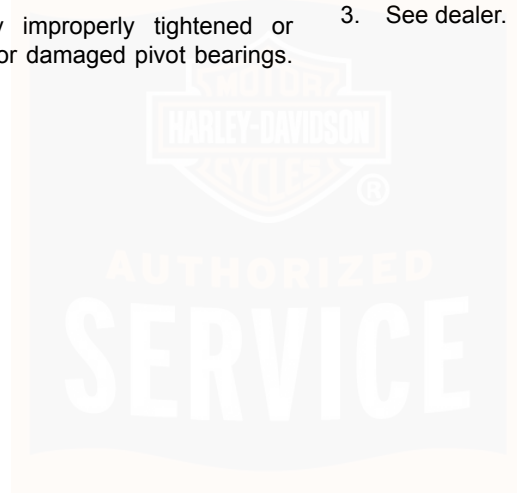 improperly tightened or
or damaged pivot bearings.
3. See dealer.
MOTOR
HARLEY-DAVIDSON
CYCLES
®
AUTHORIZED
SERVICE